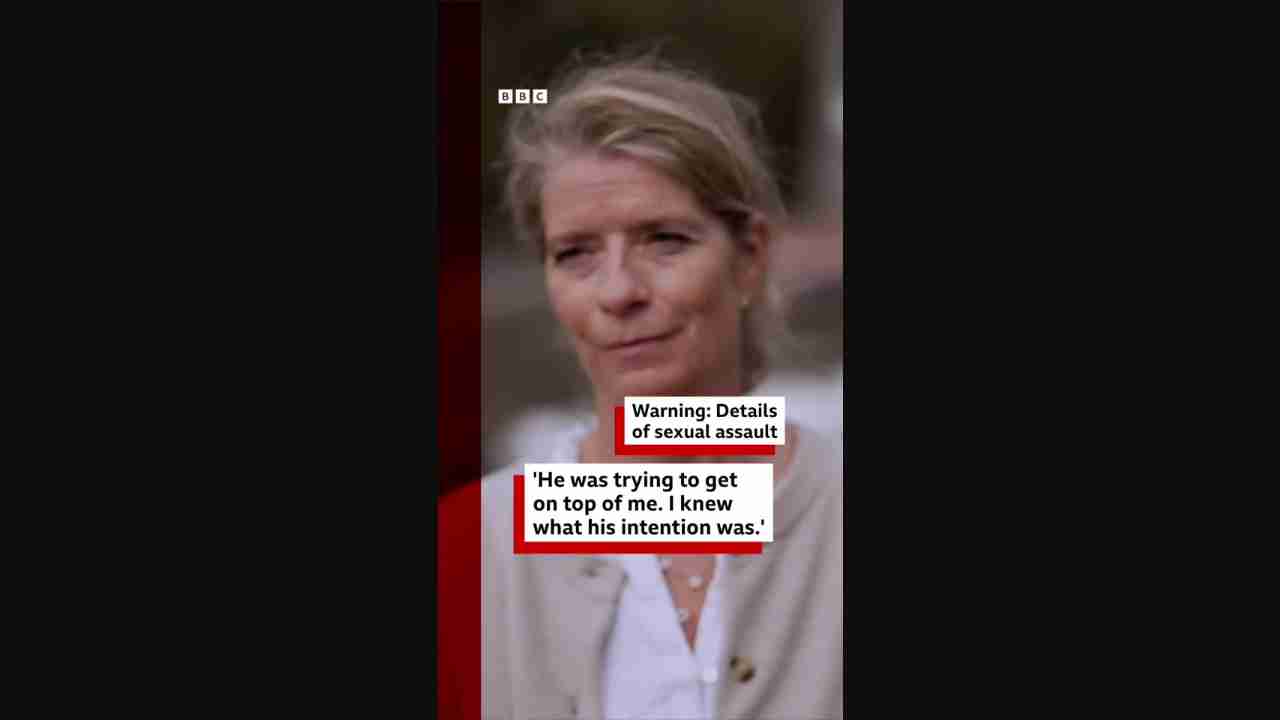 BBC
Warning: Details
of sexual assault
'He was trying to get
on top of me. I knew
what his intention was.'